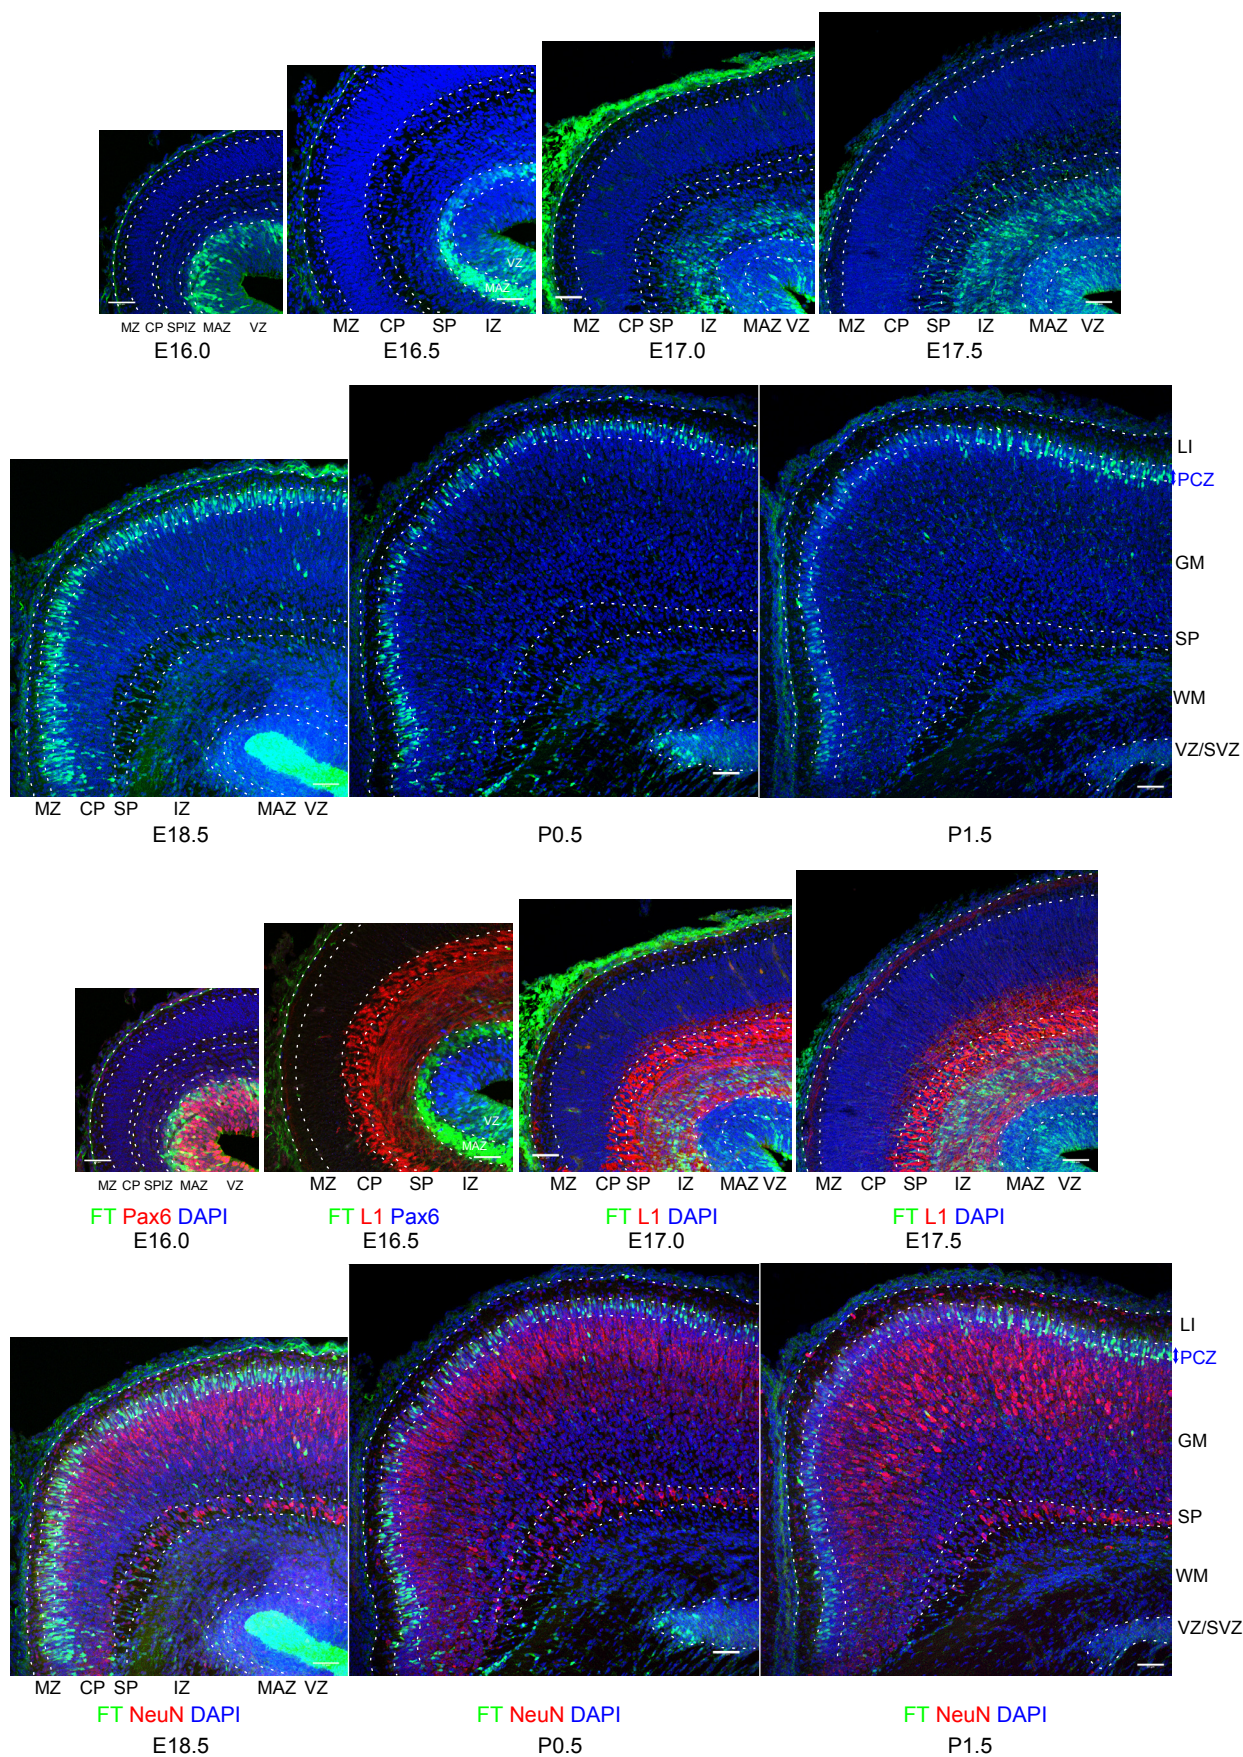 VZ
MAZ
MZ CP SPIZ MAZ VZ
MZ CP SP IZ
MZ CP SP IZ MAZ VZ
MZ CP SP IZ MAZ VZ
E16.0
E16.5
E17.0
E17.5
LI
PCZ
GM
SP
WM
VZ/SVZ
MZ CP SP IZ MAZ VZ
E18.5
P0.5
P1.5
VZ
MAZ
MZ CP SPIZ MAZ VZ
MZ CP SP IZ
MZ CP SP IZ MAZ VZ
MZ CP SP IZ MAZ VZ
FT Pax6 DAPI
FT L1 Pax6
FT L1 DAPI
FT L1 DAPI
E16.0
E16.5
E17.0
E17.5
LI
PCZ
GM
SP
WM
VZ/SVZ
MZ CP SP IZ MAZ VZ
FT NeuN DAPI
FT NeuN DAPI
FT NeuN DAPI
E18.5
P0.5
P1.5